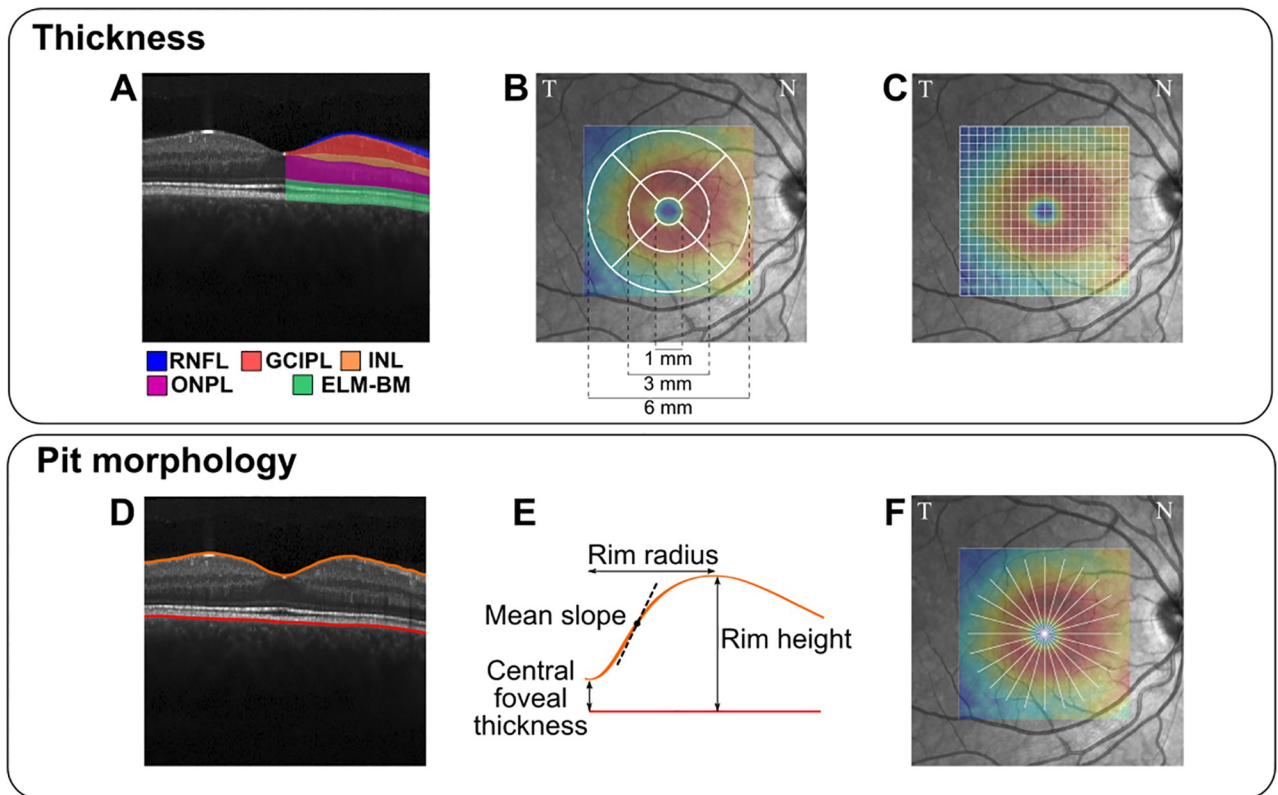 Thickness
A
B
T N
C
T N
RNFL GCIPL INL
ONPL ELM-BM
1 mm
3 mm
6 mm
Pit morphology
D
E
Rim radius
Mean slope
Rim height
Central
foveal
thickness
F
T N